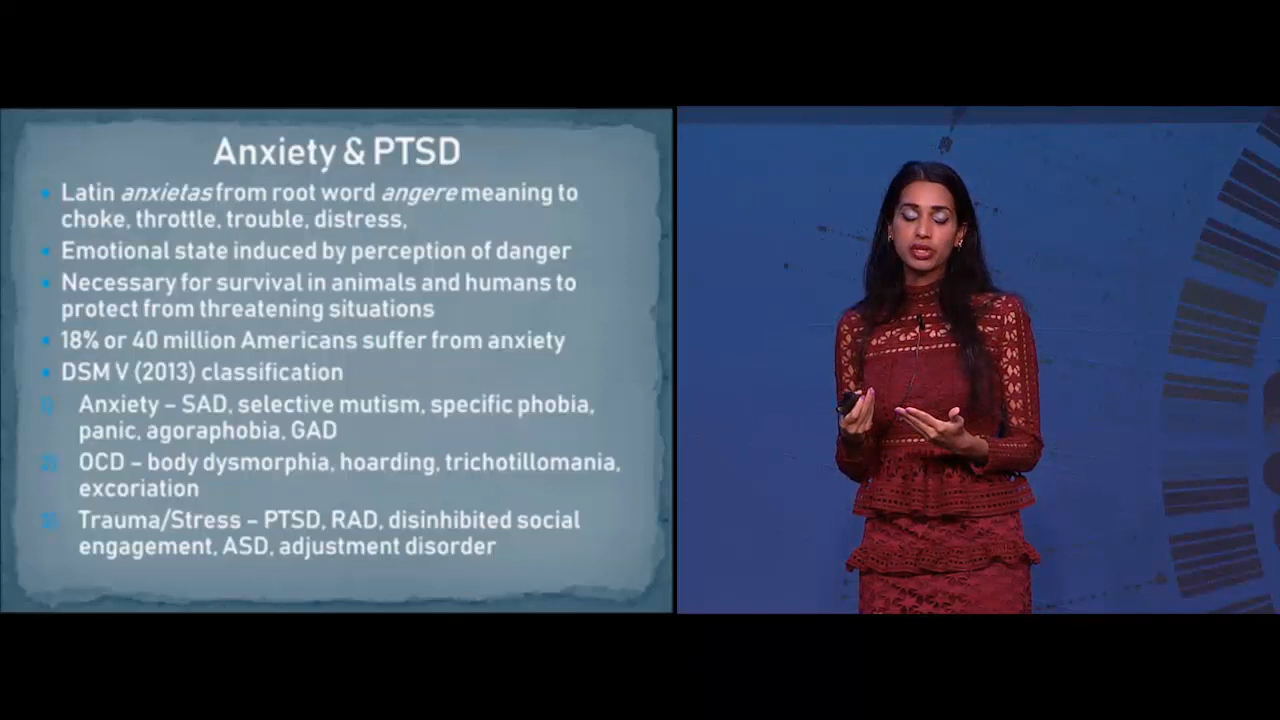 Anxiety & PTSD
• Latin anxietas from root word angere meaning to
choke, throttle, trouble, distress,
• Emotional state induced by perception of danger
• Necessary for survival in animals and humans to
protect from threatening situations
• 18% or 40 million Americans suffer from anxiety
• DSM V (2013) classification
1) Anxiety – SAD, selective mutism, specific phobia,
panic, agoraphobia, GAD
2) OCD – body dysmorphia, hoarding, trichotillomania,
excoriation
3) Trauma/Stress – PTSD, RAD, disinhibited social
engagement, ASD, adjustment disorder